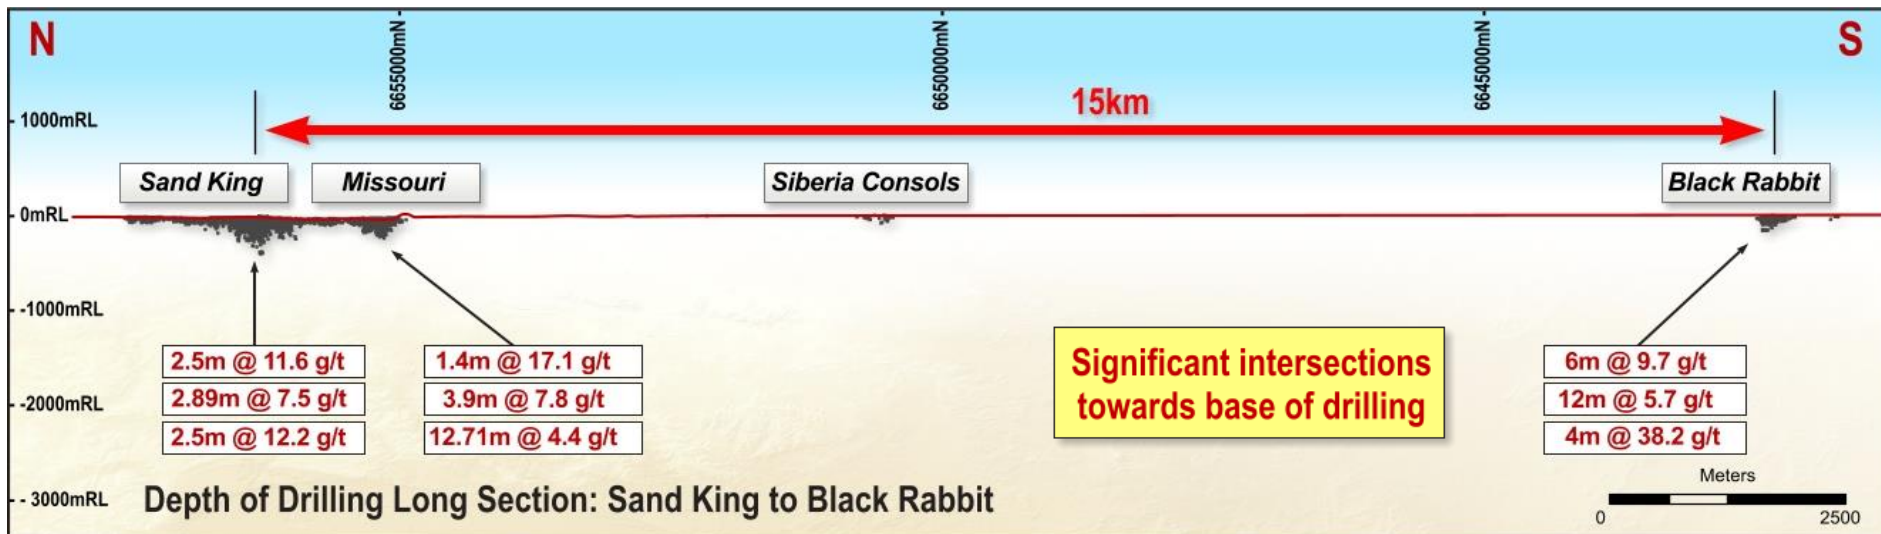 N
S
6655000mN
6650000mN
6645000mN
15km
1000mRL
Sand King
Missouri
Siberia Consols
Black Rabbit
0mRL
-1000mRL
-2000mRL
- 3000mRL
2.5m @ 11.6 g/t
2.89m @ 7.5 g/t
2.5m @ 12.2 g/t
1.4m @ 17.1 g/t
3.9m @ 7.8 g/t
12.71m @ 4.4 g/t
Significant intersections
towards base of drilling
6m @ 9.7 g/t
12m @ 5.7 g/t
4m @ 38.2 g/t
Depth of Drilling Long Section: Sand King to Black Rabbit
Meters
0
2500